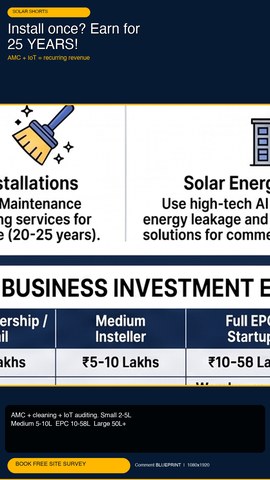 SOLAR SHORTS
Install once? Earn for
25 YEARS!
AMC + IoT = recurring revenue
stallations
Maintenance
ng services for
e (20-25 years).
Solar Energ
Use high-tech AI
energy leakage and
solutions for comme
BUSINESS INVESTMENT E
ership /
il
Medium
Insteller
Full EPC
Startup
akhs
₹5-10 Lakhs
₹10-58 La
AMC + cleaning + IoT auditing. Small 2-5L
Medium 5-10L EPC 10-58L Large 50L+
BOOK FREE SITE SURVEY
Comment BLUEPRINT | 1080x1920